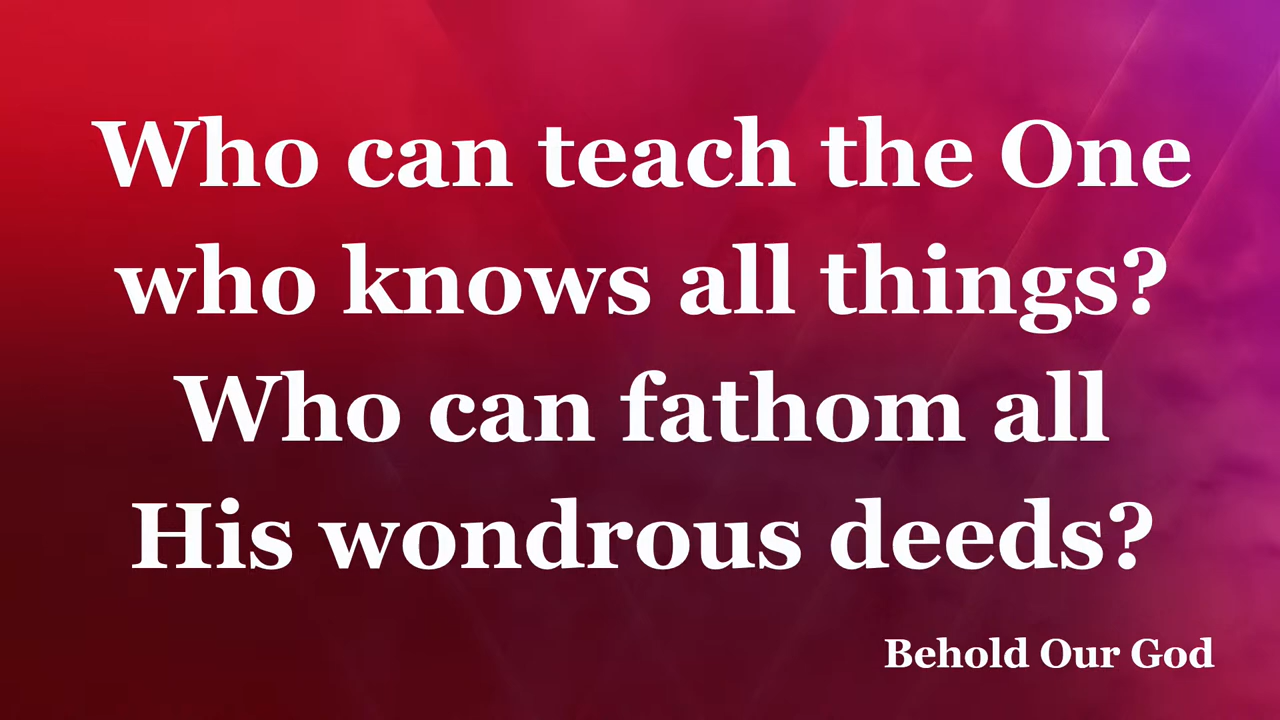 Who can teach the One
who knows all things?
Who can fathom all
His wondrous deeds?
Behold Our God